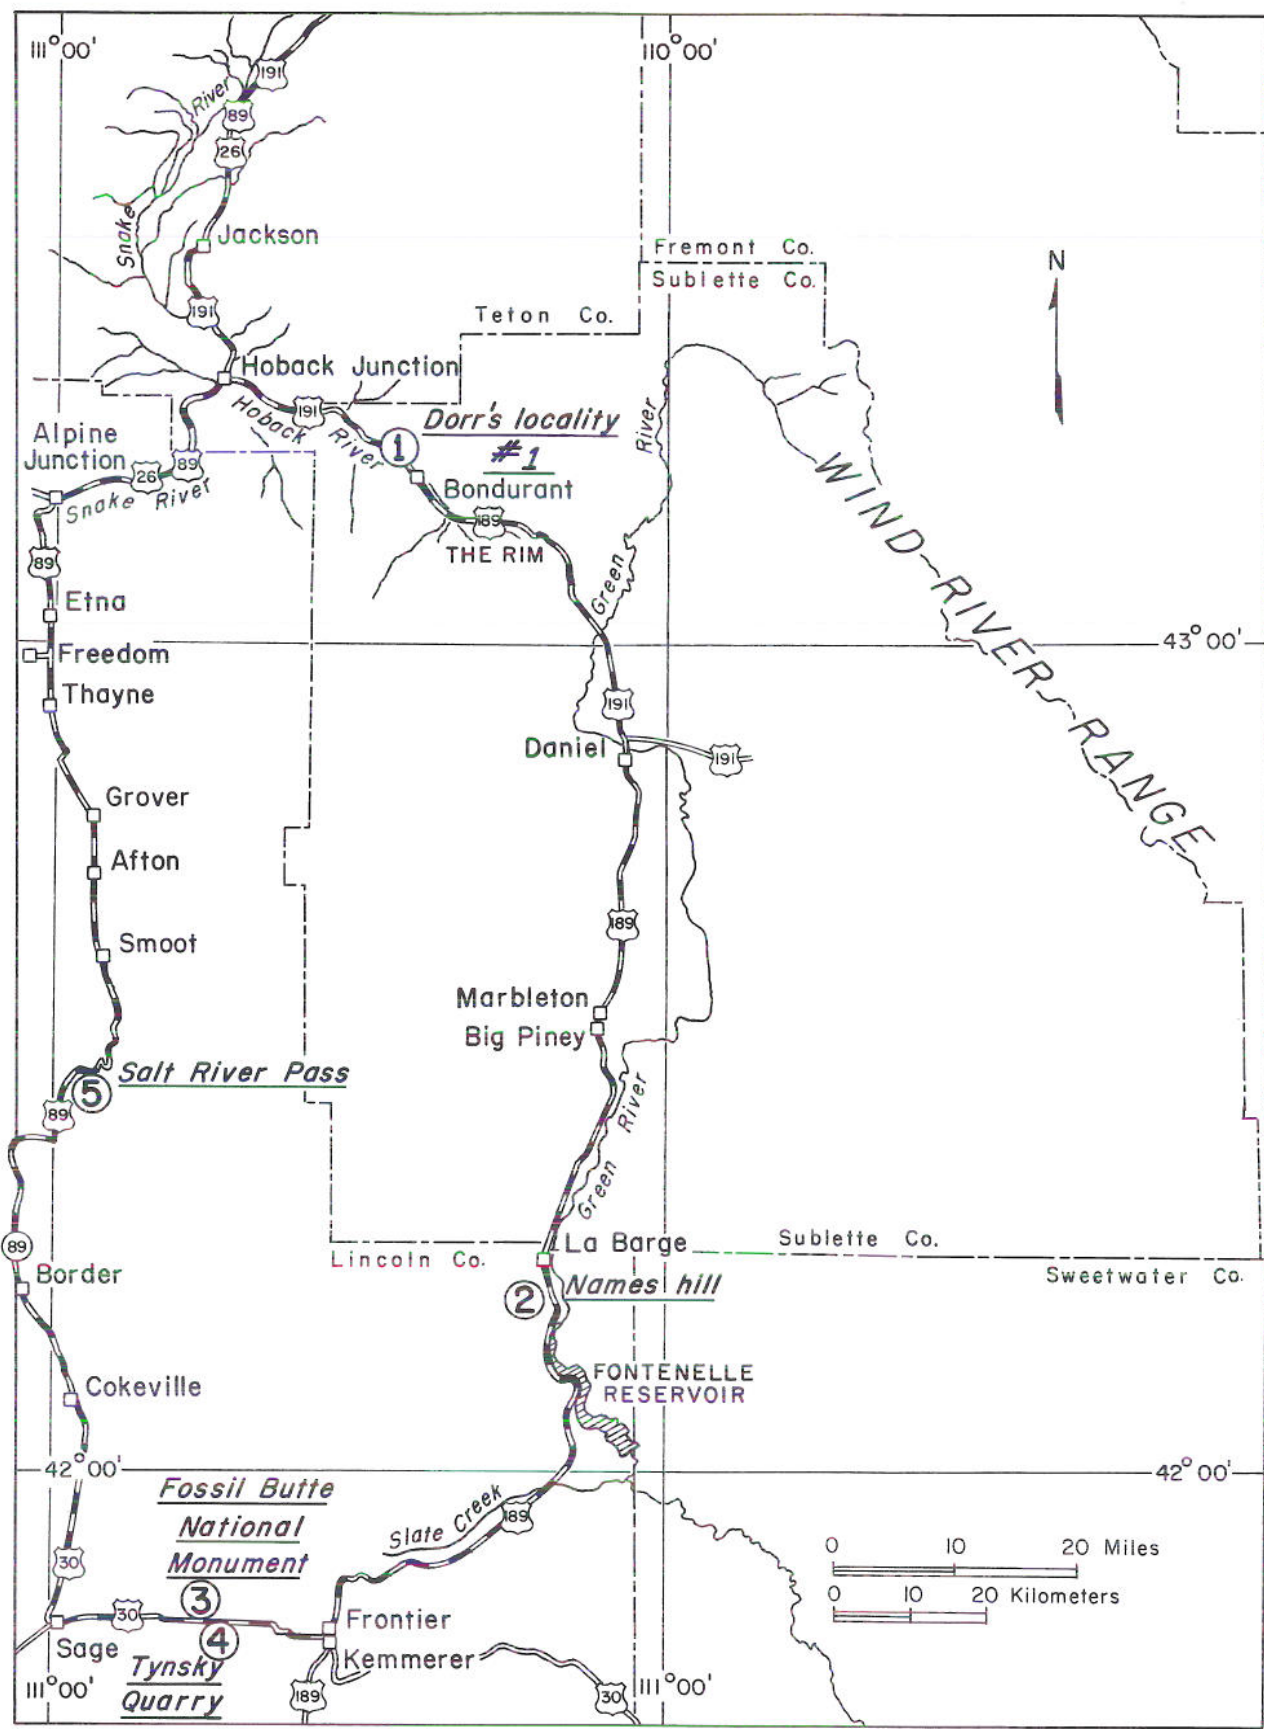 111°00'
110°00'
191
River
89
26
Snake
Jackson
Fremont Co.
Sublette Co.
N
191
Teton Co.
Hoback Junction
191
Hoback
River
Dorr's locality
#1
1
River
Alpine
Junction
89
26
Snake River
Bondurant
189
THE RIM
WIND RIVER RANGE
89
Green
Etna
43°00'
Freedom
Thayne
191
Daniel
191
Grover
Afton
189
Smoot
Marbleton
Big Piney
Salt River Pass
5
89
River
Green
89
La Barge
Sublette Co.
Lincoln Co.
Border
Sweetwater Co.
2
Names hill
FONTENELLE
RESERVOIR
Cokeville
42°00'
42°00'
Fossil Butte
National
Monument
Slate Creek
189
0 10 20 Miles
0 10 20 Kilometers
30
3
30
Frontier
4
Sage
Kemmerer
Tynsky
Quarry
111°00'
189
30
111°00'